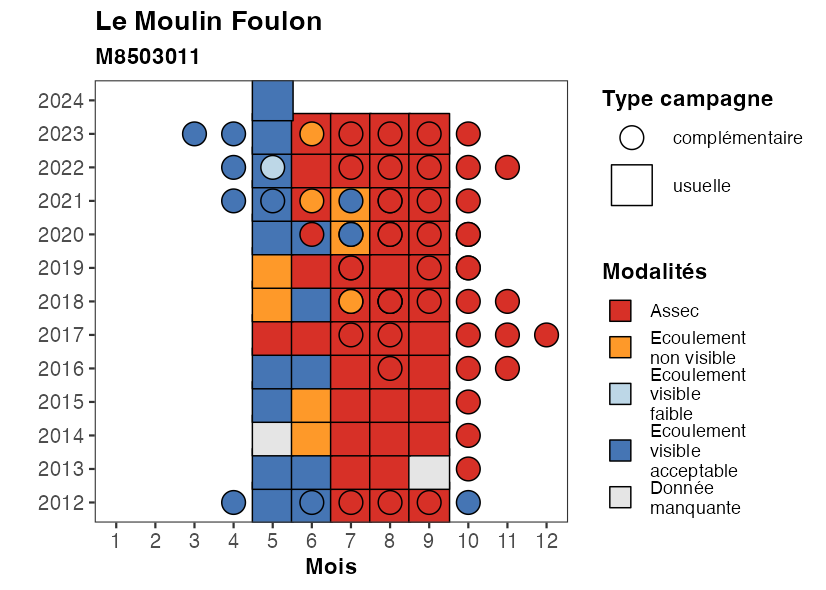 Le Moulin Foulon
M8503011
2024
2023
2022
2021
2020
2019
2018
2017
2016
2015
2014
2013
2012
1 2 3 4 5 6 7 8 9 10 11 12
Mois
Type campagne
complémentaire
usuelle
Modalités
Assec
Ecoulement
non visible
Ecoulement
visible
faible
Ecoulement
visible
acceptable
Donnée
manquante